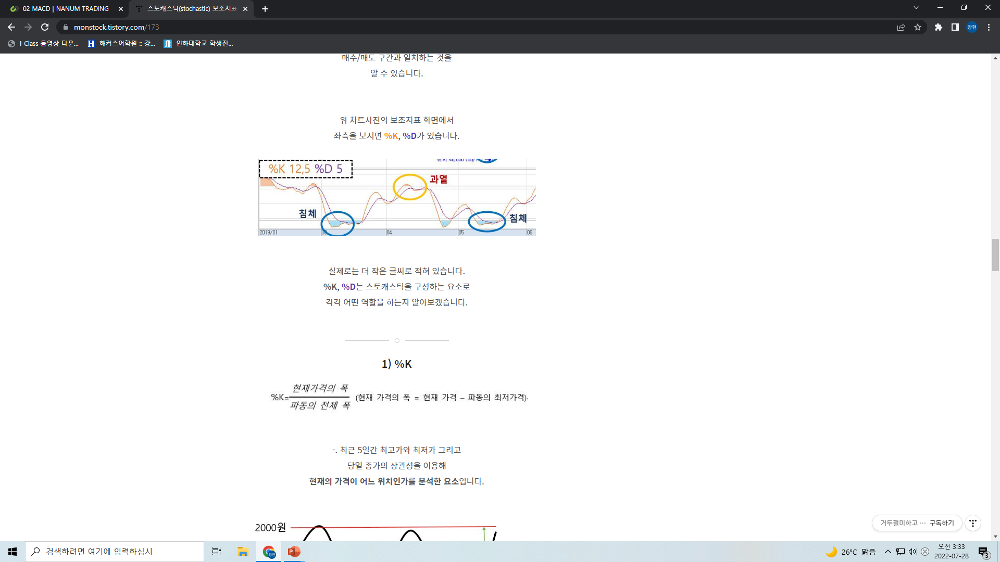 02 MACD | NANUM TRADING
스토캐스틱(stochastic) 보조지표
monstock.tistory.com/173
장현
I-Class 동영상 다운...
해커스어학원 :: 강...
인하대학교 학생진...
매수/매도 구간과 일치하는 것을
알 수 있습니다.
위 차트사진의 보조지표 화면에서
좌측을 보시면 %K, %D가 있습니다.
%K 12,5 %D 5
과열
침체
침체
2019/01
04
05
06
실제로는 더 작은 글씨로 적혀 있습니다.
%K, %D는 스토캐스틱을 구성하는 요소로
각각 어떤 역할을 하는지 알아보겠습니다.
1) %K
현재가격의 폭
%K= (현재 가격의 폭 = 현재 가격 – 파동의 최저가격)
파동의 전체 폭
-. 최근 5일간 최고가와 최저가 그리고
당일 종가의 상관성을 이용해
현재의 가격이 어느 위치인가를 분석한 요소입니다.
2000원
거두절미하고 ··· 구독하기
검색하려면 여기에 입력하십시
26°C 맑음
오전 3:33
2022-07-28
3